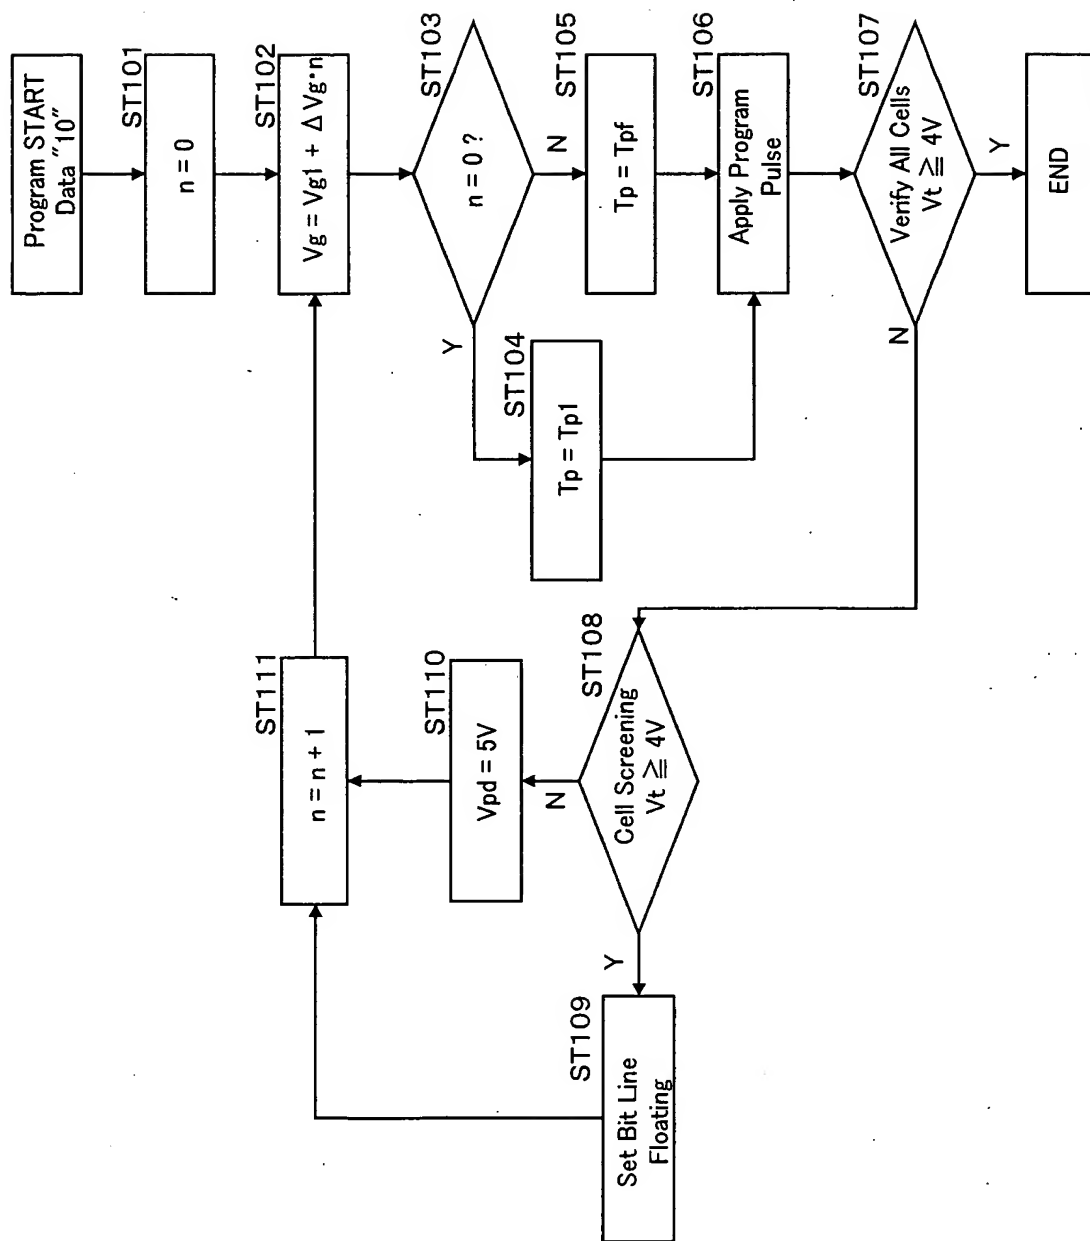 Program START
Data "10"
ST101
n = 0
ST102
Vg = Vg1 + ΔVg·n
ST103
n = 0 ?
Y
N
ST104
Tp = Tp1
ST105
Tp = Tpf
ST106
Apply Program
Pulse
ST107
Verify All Cells
Vt ≧ 4V
Y
N
END
ST108
Cell Screening
Vt ≧ 4V
Y
N
ST109
Set Bit Line
Floating
ST110
Vpd = 5V
ST111
n = n + 1